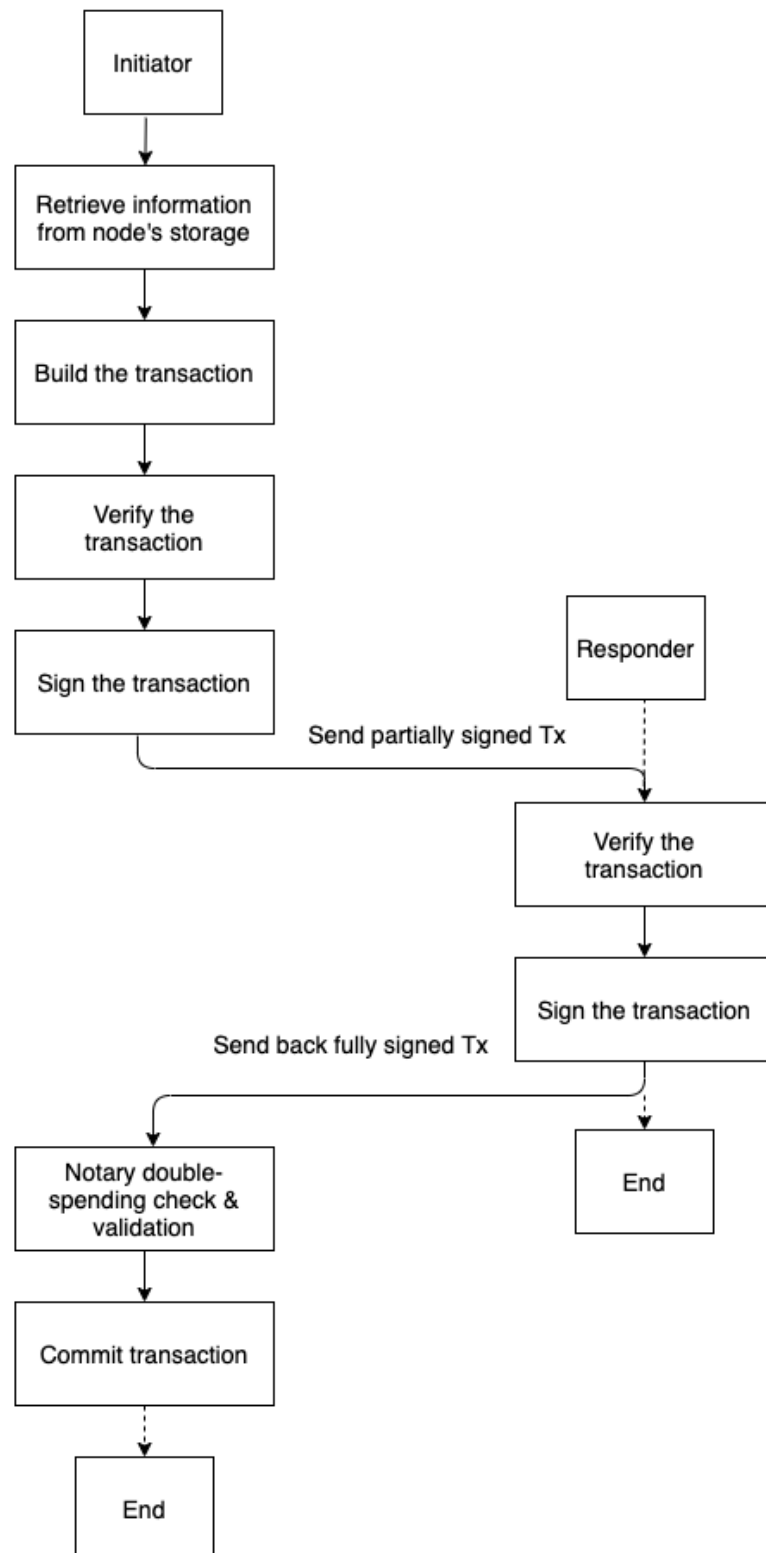 Initiator
Retrieve information
from node's storage
Build the transaction
Verify the
transaction
Sign the transaction
Responder
Send partially signed Tx
Verify the
transaction
Sign the transaction
Send back fully signed Tx
Notary double-
spending check &
validation
End
Commit transaction
End